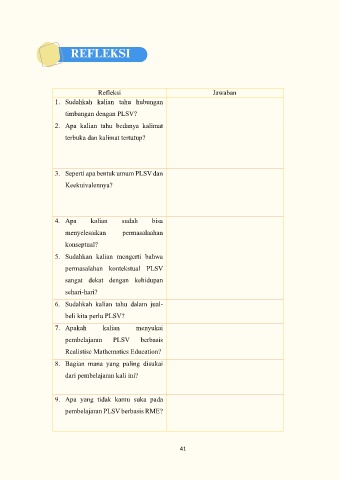 REFLEKSI
Refleksi Jawaban
1. Sudahkah kalian tahu hubungan
timbangan dengan PLSV?
2. Apa kalian tahu bedanya kalimat
terbuka dan kalimat tertutup?
3. Seperti apa bentuk umum PLSV dan
Keekuivalennya?
4. Apa kalian sudah bisa
menyelesaikan permasalaahan
konseptual?
5. Sudahkan kalian mengerti bahwa
permasalahan kontekstual PLSV
sangat dekat dengan kehidupan
sehari-hari?
6. Sudahkah kalian tahu dalam jual-
beli kita perlu PLSV?
7. Apakah kalian menyukai
pembelajaran PLSV berbasis
Realistise Mathematics Education?
8. Bagian mana yang paling disukai
dari pembelajaran kali ini?
9. Apa yang tidak kamu suka pada
pembelajaran PLSV berbasis RME?
41